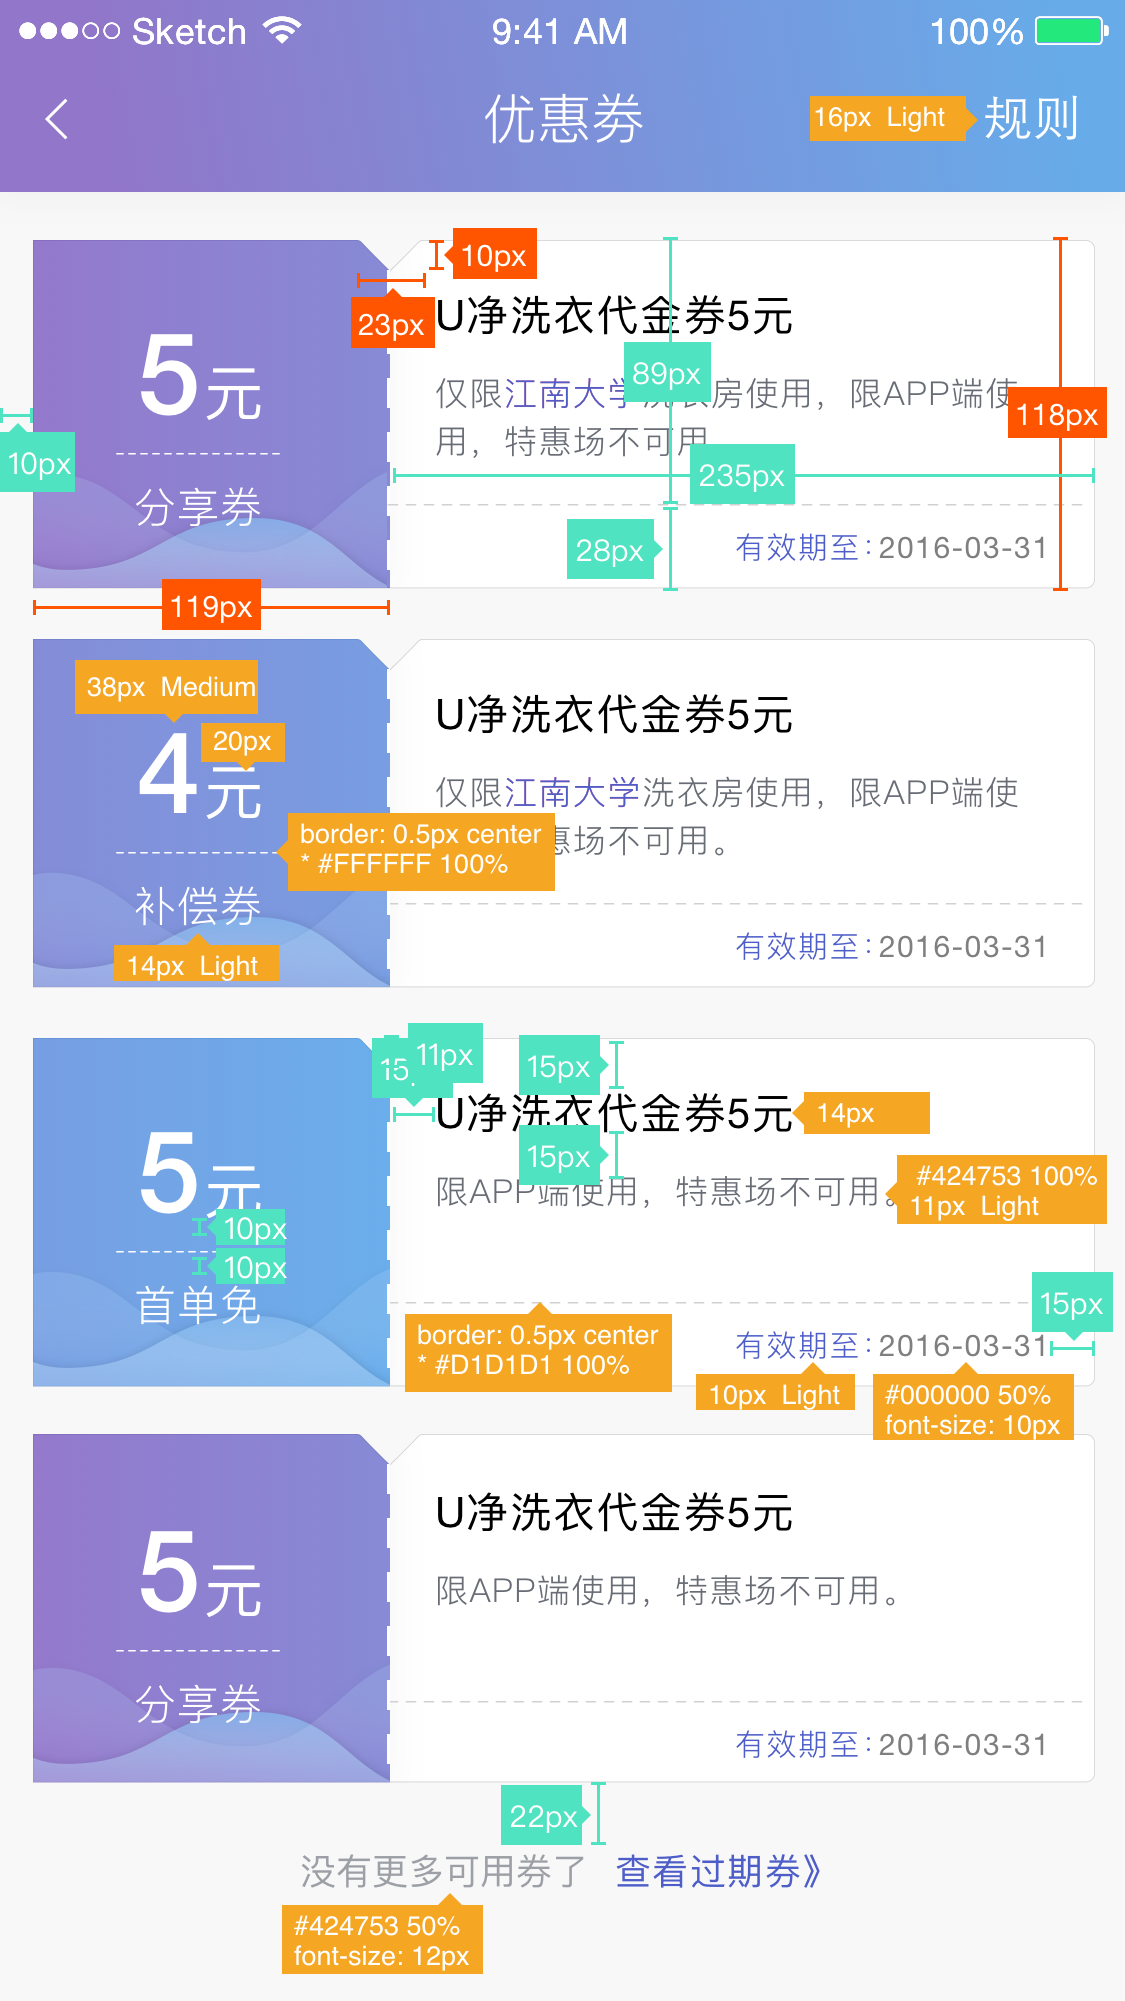 Sketch 9:41 AM 100%
优惠券 16px Light 规则
10px
23px
U净洗衣代金券5元
5元
89px
仅限江南大学洗衣房使用，限APP端使
118px
用，特惠场不可用
10px
235px
分享券
28px
有效期至：2016-03-31
119px
38px Medium
U净洗衣代金券5元
20px
4元
仅限江南大学洗衣房使用，限APP端使
border: 0.5px center
* #FFFFFF 100%
惠场不可用。
补偿券
有效期至：2016-03-31
14px Light
15
11px
15px
U净洗衣代金券5元
14px
15px
5元
#424753 100%
11px Light
限APP端使用，特惠场不可用。
10px
10px
首单免
15px
border: 0.5px center
* #D1D1D1 100%
有效期至：2016-03-31
10px Light
#000000 50%
font-size: 10px
U净洗衣代金券5元
5元
限APP端使用，特惠场不可用。
分享券
有效期至：2016-03-31
22px
没有更多可用券了 查看过期券》
#424753 50%
font-size: 12px